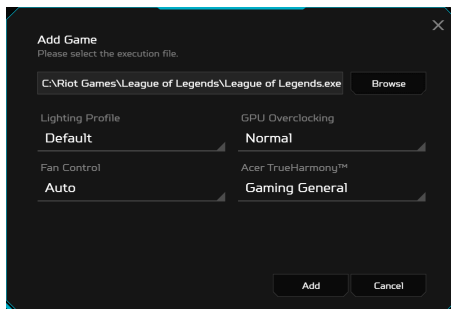 Add Game
Please select the execution file.
C:\Riot Games\League of Legends\League of Legends.exe
Browse
Lighting Profile
GPU Overclocking
Default
Normal
Fan Control
Acer TrueHarmony™
Auto
Gaming General
Add
Cancel